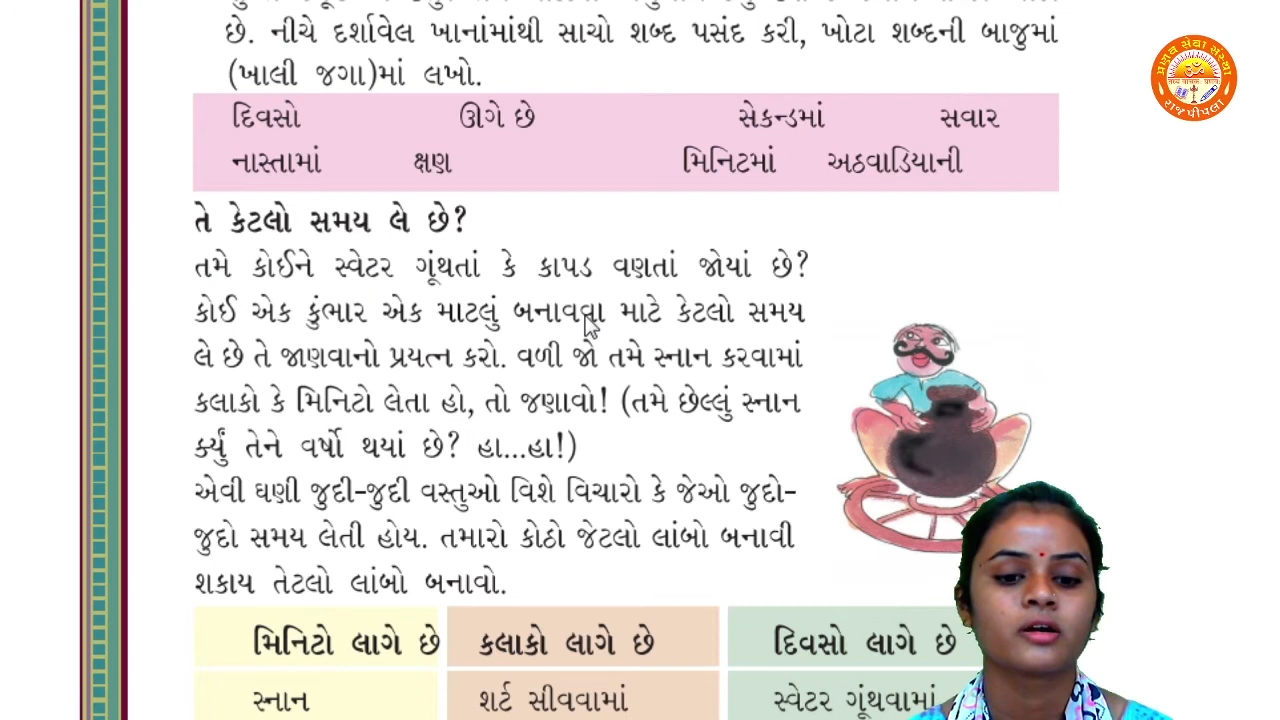 છે. નીચે દર્શાવેલ ખાનાંમાંથી સાચો શબ્દ પસંદ કરી, ખોટા શબ્દની બાજુમાં
(ખાલી જગા)માં લખો.
દિવસો ઊગે છે સેકન્ડમાં સવાર
નાસ્તામાં ક્ષણ મિનિટમાં અઠવાડિયાની
તે કેટલો સમય લે છે?
તમે કોઈને સ્વેટર ગૂંથતાં કે કાપડ વણતાં જોયાં છે?
કોઈ એક કુંભાર એક માટલું બનાવવા માટે કેટલો સમય
લે છે તે જાણવાનો પ્રયત્ન કરો. વળી જો તમે સ્નાન કરવામાં
કલાકો કે મિનિટો લેતા હો, તો જણાવો! (તમે છેલ્લું સ્નાન
ર્ક્યું તેને વર્ષો થયાં છે? હા...હા!)
એવી ઘણી જુદી-જુદી વસ્તુઓ વિશે વિચારો કે જેઓ જુદો-
જુદો સમય લેતી હોય. તમારો કોઠો જેટલો લાંબો બનાવી
શકાય તેટલો લાંબો બનાવો.
મિનિટો લાગે છે કલાકો લાગે છે દિવસો લાગે છે
સ્નાન શર્ટ સીવવામાં સ્વેટર ગૂંથવામાં
પ્રણવ સેવા સંસ્થા
રાજપીપલા